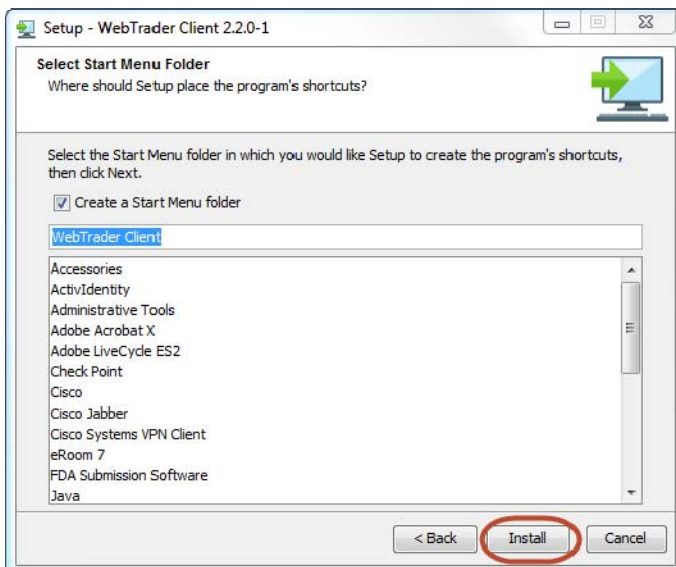 Setup - WebTrader Client 2.2.0-1
Select Start Menu Folder
Where should Setup place the program's shortcuts?
Select the Start Menu folder in which you would like Setup to create the program's shortcuts,
then click Next.
Create a Start Menu folder
WebTrader Client
Accessories
ActivIdentity
Administrative Tools
Adobe Acrobat X
Adobe LiveCycle ES2
Check Point
Cisco
Cisco Jabber
Cisco Systems VPN Client
eRoom 7
FDA Submission Software
Java
< Back Install Cancel